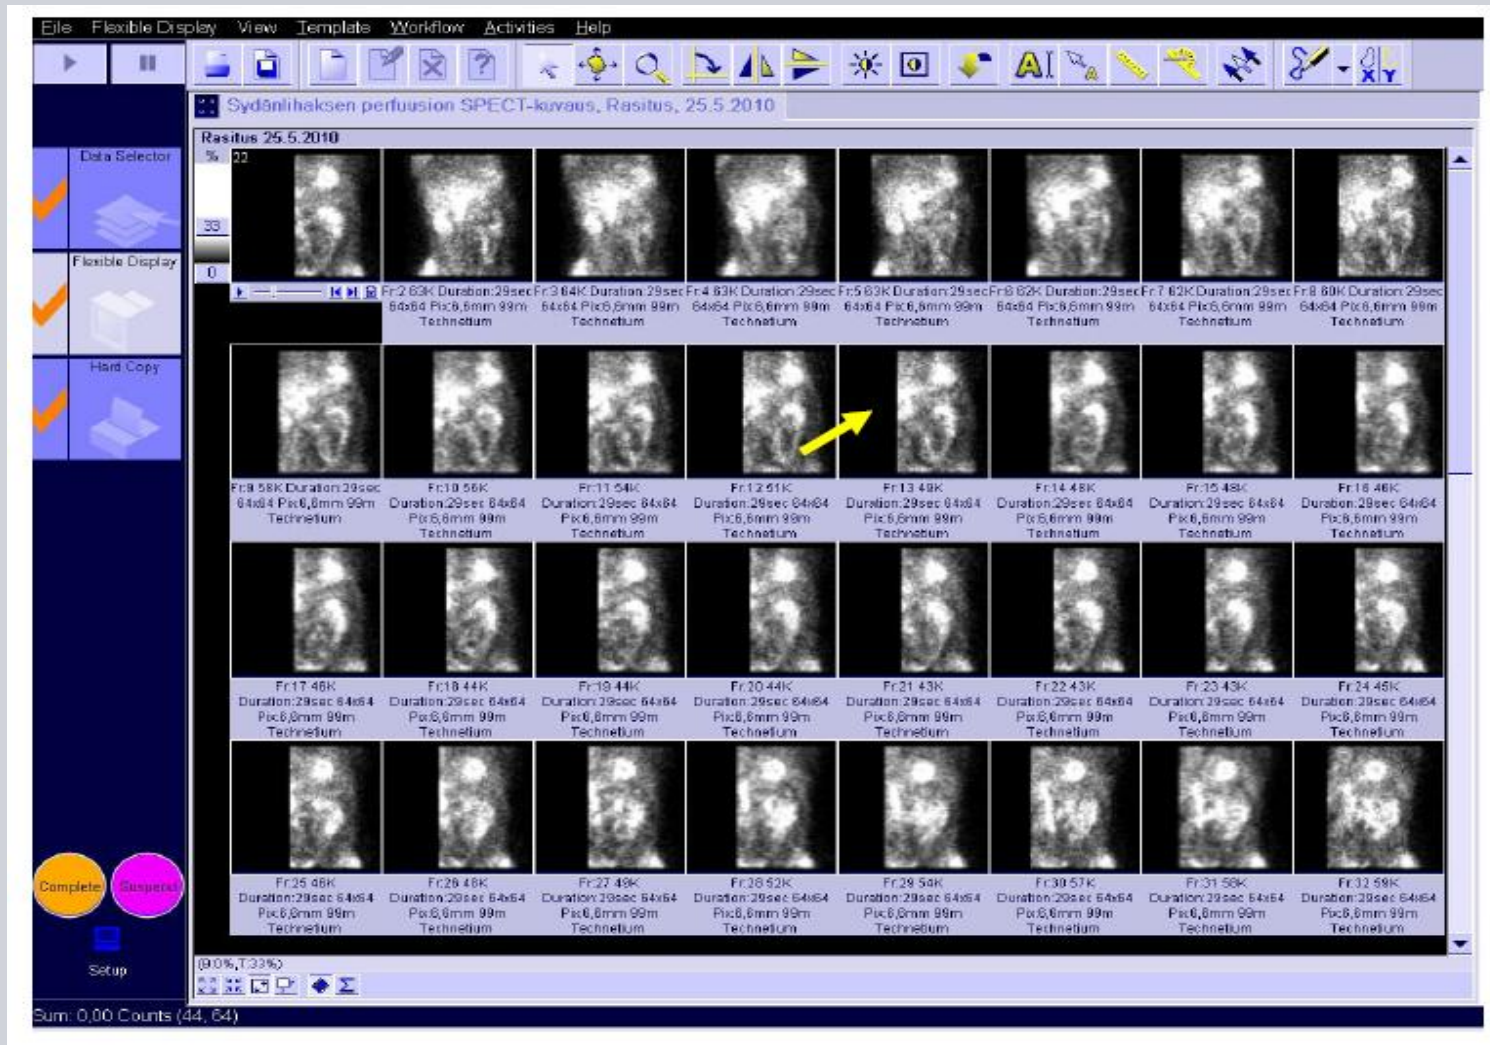 File Flexible Display View Template Workflow Activities Help
Sydänlihaksen perfuusion SPECT-kuvaus, Rasitus, 25.5.2010
Rasitus 25.5.2010
Data Selector
Flexible Display
Hard Copy
%
33
0
22
Fr:2 63K Duration:29sec
64x64 Pix:6,6mm 99m
Technetium
Fr:3 64K Duration:29sec
64x64 Pix:6,6mm 99m
Technetium
Fr:4 63K Duration:29sec
64x64 Pix:6,6mm 99m
Technetium
Fr:5 63K Duration:29sec
64x64 Pix:6,6mm 99m
Technetium
Fr:6 62K Duration:29sec
64x64 Pix:6,6mm 99m
Technetium
Fr:7 62K Duration:29sec
64x64 Pix:6,6mm 99m
Technetium
Fr:8 60K Duration:29sec
64x64 Pix:6,6mm 99m
Technetium
Fr:9 58K Duration:29sec
64x64 Pix:6,6mm 99m
Technetium
Fr:10 56K
Duration:29sec 64x64
Pix:6,6mm 99m
Technetium
Fr:11 54K
Duration:29sec 64x64
Pix:6,6mm 99m
Technetium
Fr:12 51K
Duration:29sec 64x64
Pix:6,6mm 99m
Technetium
Fr:13 49K
Duration:29sec 64x64
Pix:6,6mm 99m
Technetium
Fr:14 48K
Duration:29sec 64x64
Pix:6,6mm 99m
Technetium
Fr:15 48K
Duration:29sec 64x64
Pix:6,6mm 99m
Technetium
Fr:16 46K
Duration:29sec 64x64
Pix:6,6mm 99m
Technetium
Fr:17 46K
Duration:29sec 64x64
Pix:6,6mm 99m
Technetium
Fr:18 44K
Duration:29sec 64x64
Pix:6,6mm 99m
Technetium
Fr:19 44K
Duration:29sec 64x64
Pix:6,6mm 99m
Technetium
Fr:20 44K
Duration:29sec 64x64
Pix:6,6mm 99m
Technetium
Fr:21 43K
Duration:29sec 64x64
Pix:6,6mm 99m
Technetium
Fr:22 43K
Duration:29sec 64x64
Pix:6,6mm 99m
Technetium
Fr:23 43K
Duration:29sec 64x64
Pix:6,6mm 99m
Technetium
Fr:24 45K
Duration:29sec 64x64
Pix:6,6mm 99m
Technetium
Fr:25 46K
Duration:29sec 64x64
Pix:6,6mm 99m
Technetium
Fr:26 48K
Duration:29sec 64x64
Pix:6,6mm 99m
Technetium
Fr:27 49K
Duration:29sec 64x64
Pix:6,6mm 99m
Technetium
Fr:28 52K
Duration:29sec 64x64
Pix:6,6mm 99m
Technetium
Fr:29 54K
Duration:29sec 64x64
Pix:6,6mm 99m
Technetium
Fr:30 57K
Duration:29sec 64x64
Pix:6,6mm 99m
Technetium
Fr:31 58K
Duration:29sec 64x64
Pix:6,6mm 99m
Technetium
Fr:32 59K
Duration:29sec 64x64
Pix:6,6mm 99m
Technetium
Complete
Suspend
Setup
(B:0%,T:33%)
Sum: 0,00 Counts (44, 64)